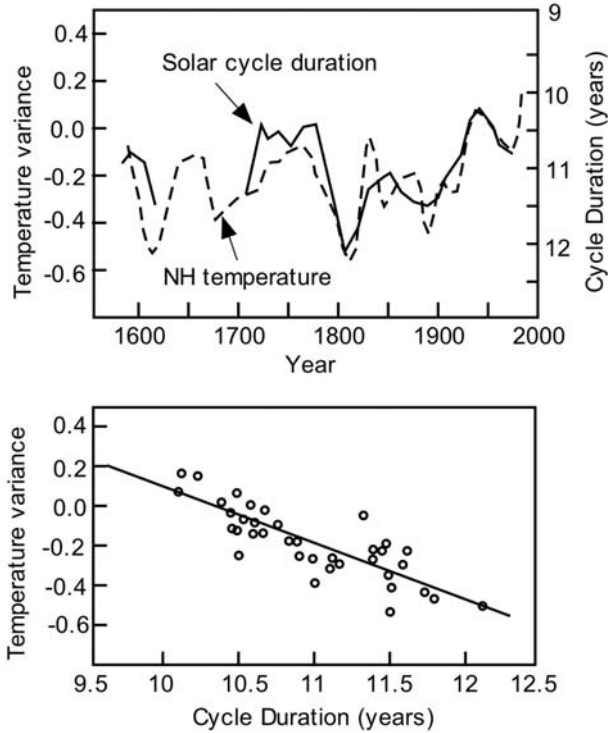 Temperature variance
0.4
0.2
0.0
-0.2
-0.4
-0.6
Solar cycle duration
NH temperature
9
10
11
12
Cycle Duration (years)
1600 1700 1800 1900 2000
Year
Temperature variance
0.4
0.2
0.0
-0.2
-0.4
-0.6
9.5 10 10.5 11 11.5 12 12.5
Cycle Duration (years)